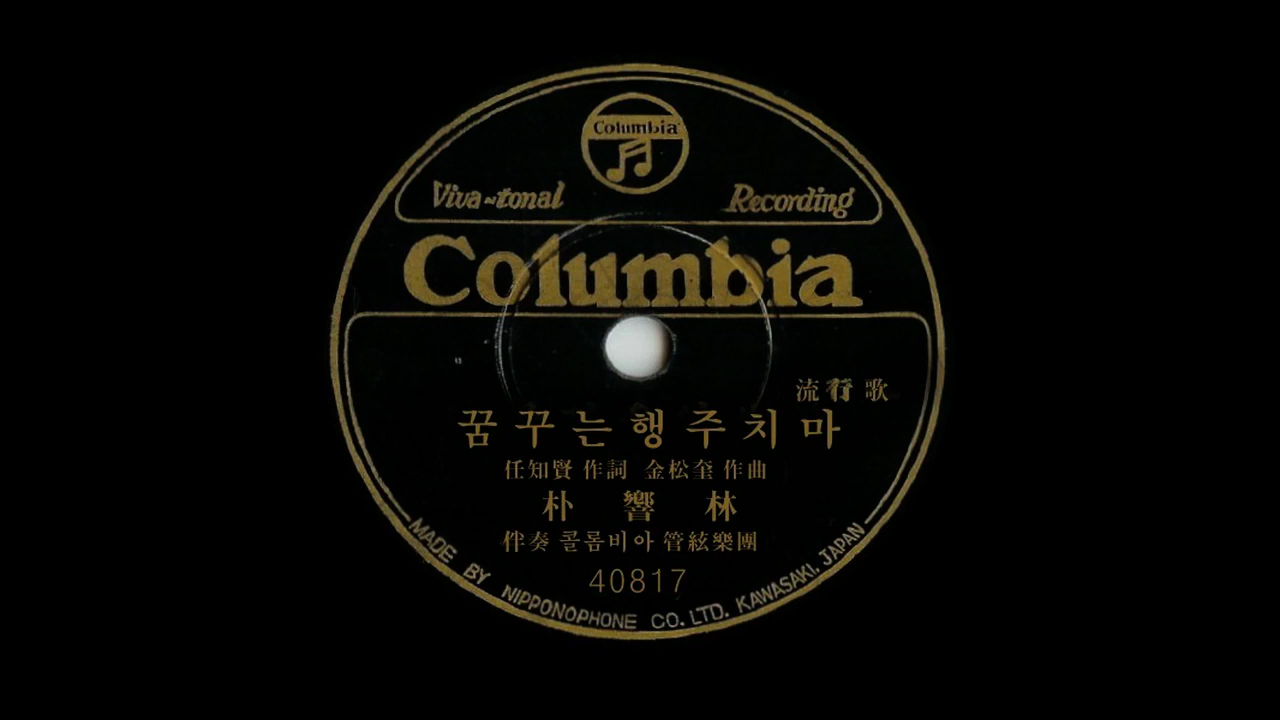 Columbia
Viva-tonal Recording
Columbia
流行歌
꿈꾸는행주치마
任知賢 作詞 金松奎 作曲
朴響林
伴奏 콜롬비아 管絃樂團
40817
MADE BY NIPPONOPHONE CO. LTD. KAWASAKI, JAPAN